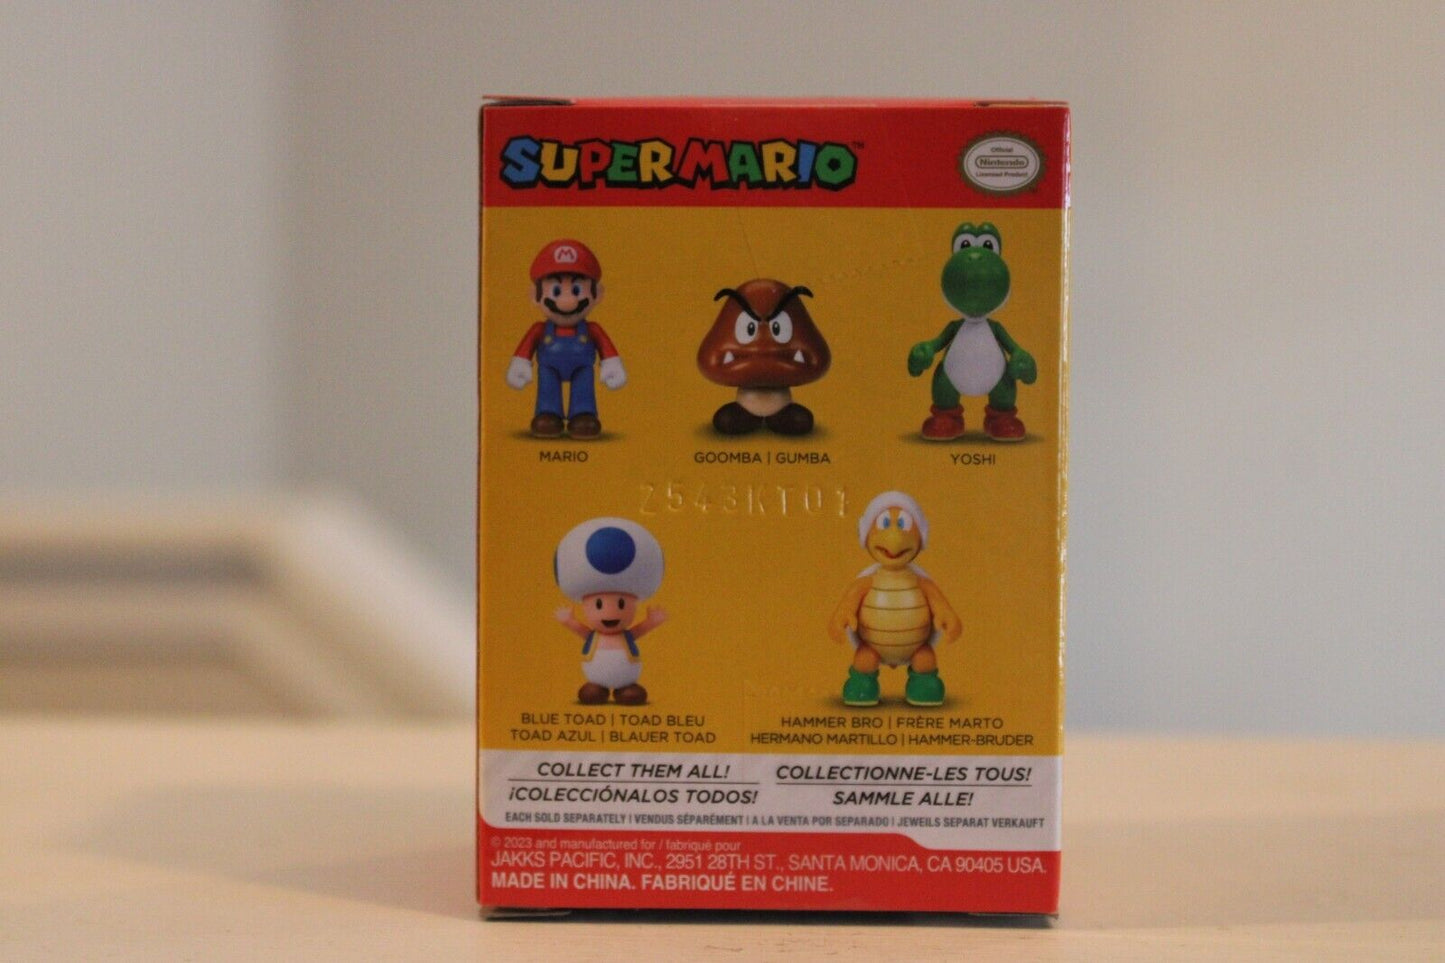 SUPER MARIO™
Official
Nintendo
Licensed Product
MARIO
GOOMBA | GUMBA
YOSHI
2543KT01
BLUE TOAD | TOAD BLEU
TOAD AZUL | BLAUER TOAD
HAMMER BRO | FRÈRE MARTO
HERMANO MARTILLO | HAMMER-BRUDER
COLLECT THEM ALL!
¡COLECCIÓNALOS TODOS!
COLLECTIONNE-LES TOUS!
SAMMLE ALLE!
EACH SOLD SEPARATELY | VENDUS SÉPARÉMENT | A LA VENTA POR SEPARADO | JEWEILS SEPARAT VERKAUFT
© 2023 and manufactured for / fabriqué pour
JAKKS PACIFIC, INC., 2951 28TH ST., SANTA MONICA, CA 90405 USA.
MADE IN CHINA. FABRIQUÉ EN CHINE.